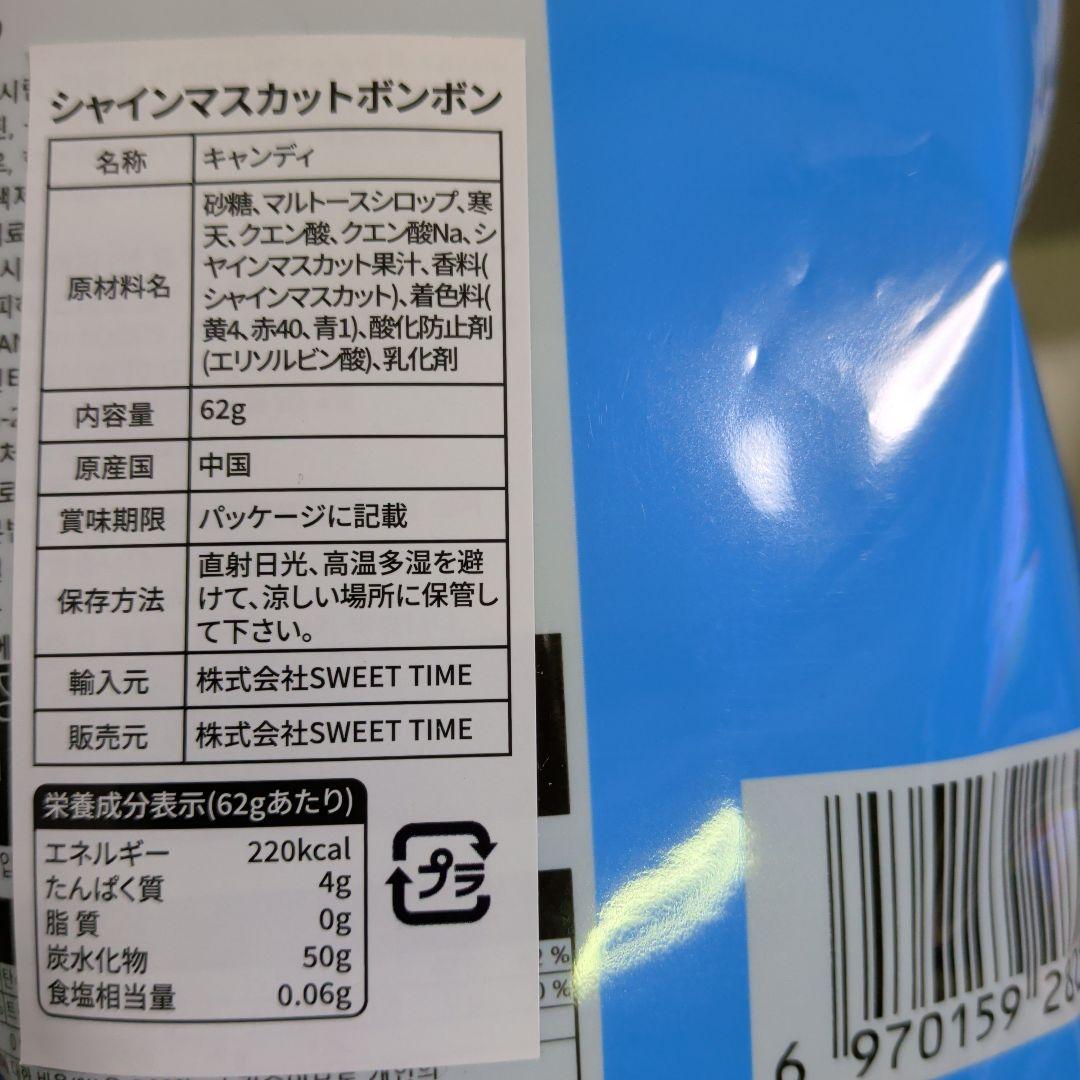 シャインマスカットボンボン
名称 キャンディ
原材料名
砂糖、マルトースシロップ、寒
天、クエン酸、クエン酸Na、シ
ャインマスカット果汁、香料(
シャインマスカット)、着色料(
黄4、赤40、青1)、酸化防止剤
(エリソルビン酸)、乳化剤
内容量 62g
原産国 中国
賞味期限 パッケージに記載
保存方法
直射日光、高温多湿を避
けて、涼しい場所に保管し
て下さい。
輸入元 株式会社SWEET TIME
販売元 株式会社SWEET TIME
栄養成分表示(62gあたり)
エネルギー 220kcal
たんぱく質 4g
脂質 0g
炭水化物 50g
食塩相当量 0.06g
プラ
6 970159